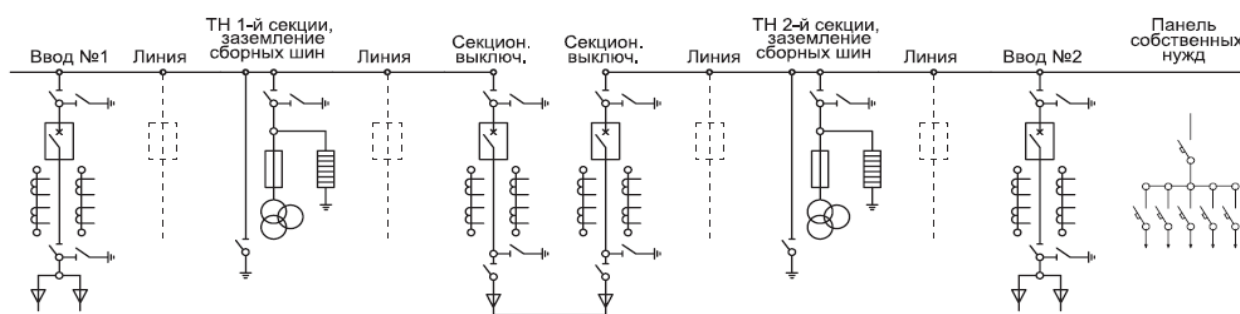 Ввод №1
Линия
ТН 1-й секции,
заземление
сборных шин
Линия
Секцион.
выключ.
Секцион.
выключ.
Линия
ТН 2-й секции,
заземление
сборных шин
Линия
Ввод №2
Панель
собственных
нужд